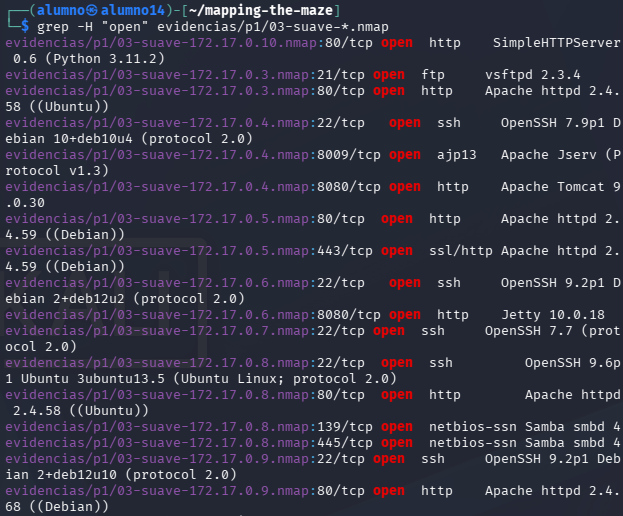 ┌──(alumno㉿alumno14)-[~/mapping-the-maze]
└─$ grep -H "open" evidencias/p1/03-suave-*.nmap
evidencias/p1/03-suave-172.17.0.10.nmap:80/tcp open  http    SimpleHTTPServer
 0.6 (Python 3.11.2)
evidencias/p1/03-suave-172.17.0.3.nmap:21/tcp open  ftp     vsftpd 2.3.4
evidencias/p1/03-suave-172.17.0.3.nmap:80/tcp open  http    Apache httpd 2.4.
58 ((Ubuntu))
evidencias/p1/03-suave-172.17.0.4.nmap:22/tcp   open  ssh     OpenSSH 7.9p1 D
ebian 10+deb10u4 (protocol 2.0)
evidencias/p1/03-suave-172.17.0.4.nmap:8009/tcp open  ajp13   Apache Jserv (P
rotocol v1.3)
evidencias/p1/03-suave-172.17.0.4.nmap:8080/tcp open  http    Apache Tomcat 9
.0.30
evidencias/p1/03-suave-172.17.0.5.nmap:80/tcp  open  http     Apache httpd 2.
4.59 ((Debian))
evidencias/p1/03-suave-172.17.0.5.nmap:443/tcp open  ssl/http Apache httpd 2.
4.59 ((Debian))
evidencias/p1/03-suave-172.17.0.6.nmap:22/tcp   open  ssh     OpenSSH 9.2p1 D
ebian 2+deb12u2 (protocol 2.0)
evidencias/p1/03-suave-172.17.0.6.nmap:8080/tcp open  http    Jetty 10.0.18
evidencias/p1/03-suave-172.17.0.7.nmap:22/tcp open  ssh     OpenSSH 7.7 (prot
ocol 2.0)
evidencias/p1/03-suave-172.17.0.8.nmap:22/tcp  open  ssh         OpenSSH 9.6p
1 Ubuntu 3ubuntu13.5 (Ubuntu Linux; protocol 2.0)
evidencias/p1/03-suave-172.17.0.8.nmap:80/tcp  open  http        Apache httpd
 2.4.58 ((Ubuntu))
evidencias/p1/03-suave-172.17.0.8.nmap:139/tcp open  netbios-ssn Samba smbd 4
evidencias/p1/03-suave-172.17.0.8.nmap:445/tcp open  netbios-ssn Samba smbd 4
evidencias/p1/03-suave-172.17.0.9.nmap:22/tcp open  ssh     OpenSSH 9.2p1 Deb
ian 2+deb12u10 (protocol 2.0)
evidencias/p1/03-suave-172.17.0.9.nmap:80/tcp open  http    Apache httpd 2.4.
68 ((Debian))